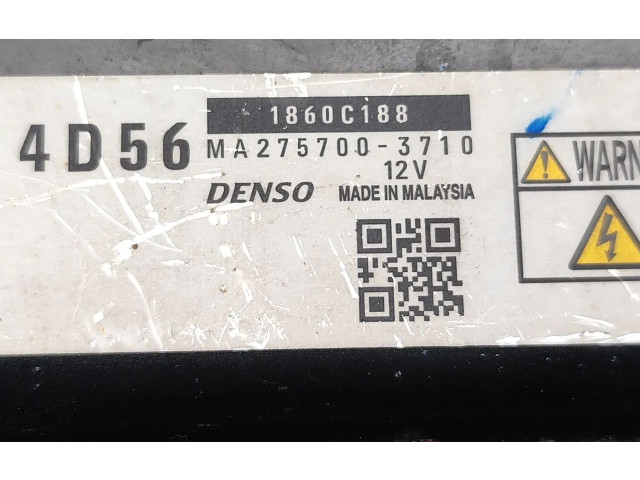 4D56
1860C188
MA275700-3710
12V
DENSO
MADE IN MALAYSIA
WARN